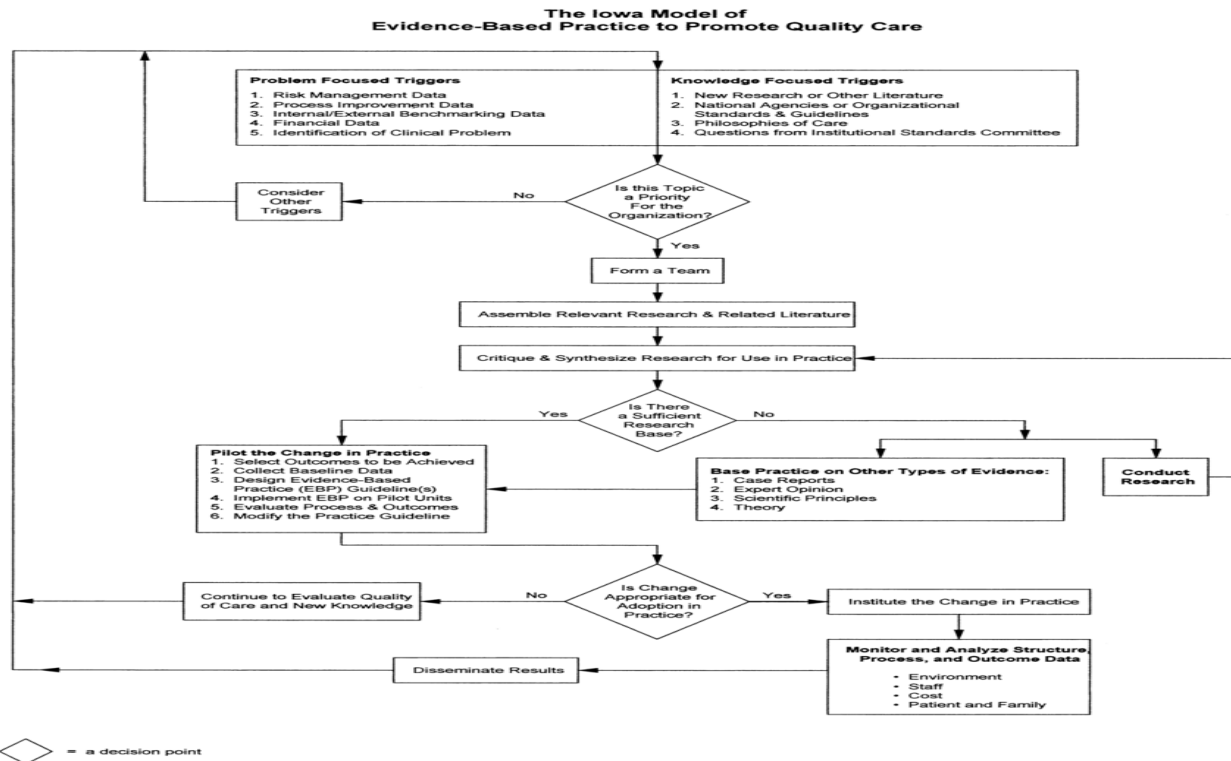 The Iowa Model of
Evidence-Based Practice to Promote Quality Care
Problem Focused Triggers
1. Risk Management Data
2. Process Improvement Data
3. Internal/External Benchmarking Data
4. Financial Data
5. Identification of Clinical Problem
Knowledge Focused Triggers
1. New Research or Other Literature
2. National Agencies or Organizational
Standards & Guidelines
3. Philosophies of Care
4. Questions from Institutional Standards Committee
Consider
Other
Triggers
No
Is this Topic
a Priority
For the
Organization?
Yes
Form a Team
Assemble Relevant Research & Related Literature
Critique & Synthesize Research for Use in Practice
Yes
Is There
a Sufficient
Research
Base?
No
Pilot the Change in Practice
1. Select Outcomes to be Achieved
2. Collect Baseline Data
3. Design Evidence-Based
Practice (EBP) Guideline(s)
4. Implement EBP on Pilot Units
5. Evaluate Process & Outcomes
6. Modify the Practice Guideline
Base Practice on Other Types of Evidence:
1. Case Reports
2. Expert Opinion
3. Scientific Principles
4. Theory
Conduct
Research
Continue to Evaluate Quality
of Care and New Knowledge
No
Is Change
Appropriate for
Adoption in
Practice?
Yes
Institute the Change in Practice
Monitor and Analyze Structure,
Process, and Outcome Data
• Environment
• Staff
• Cost
• Patient and Family
Disseminate Results
= a decision point